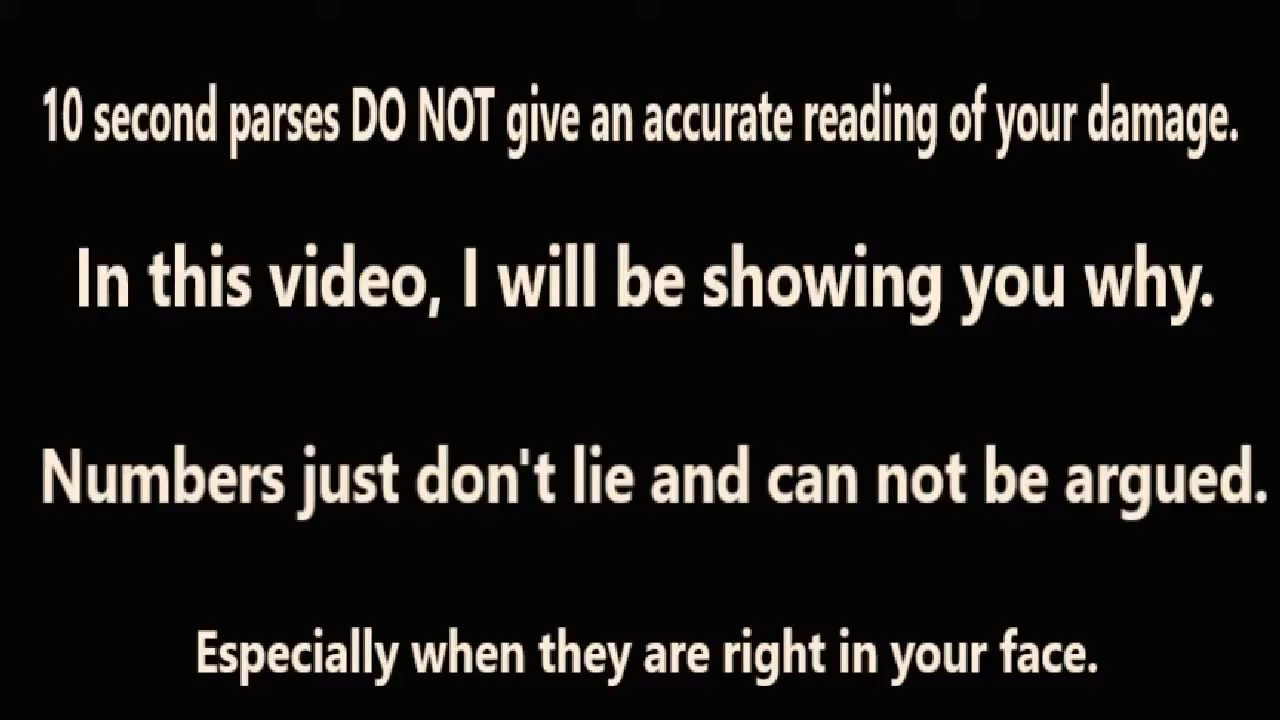 10 second parses DO NOT give an accurate reading of your damage.
In this video, I will be showing you why.
Numbers just don't lie and can not be argued.
Especially when they are right in your face.